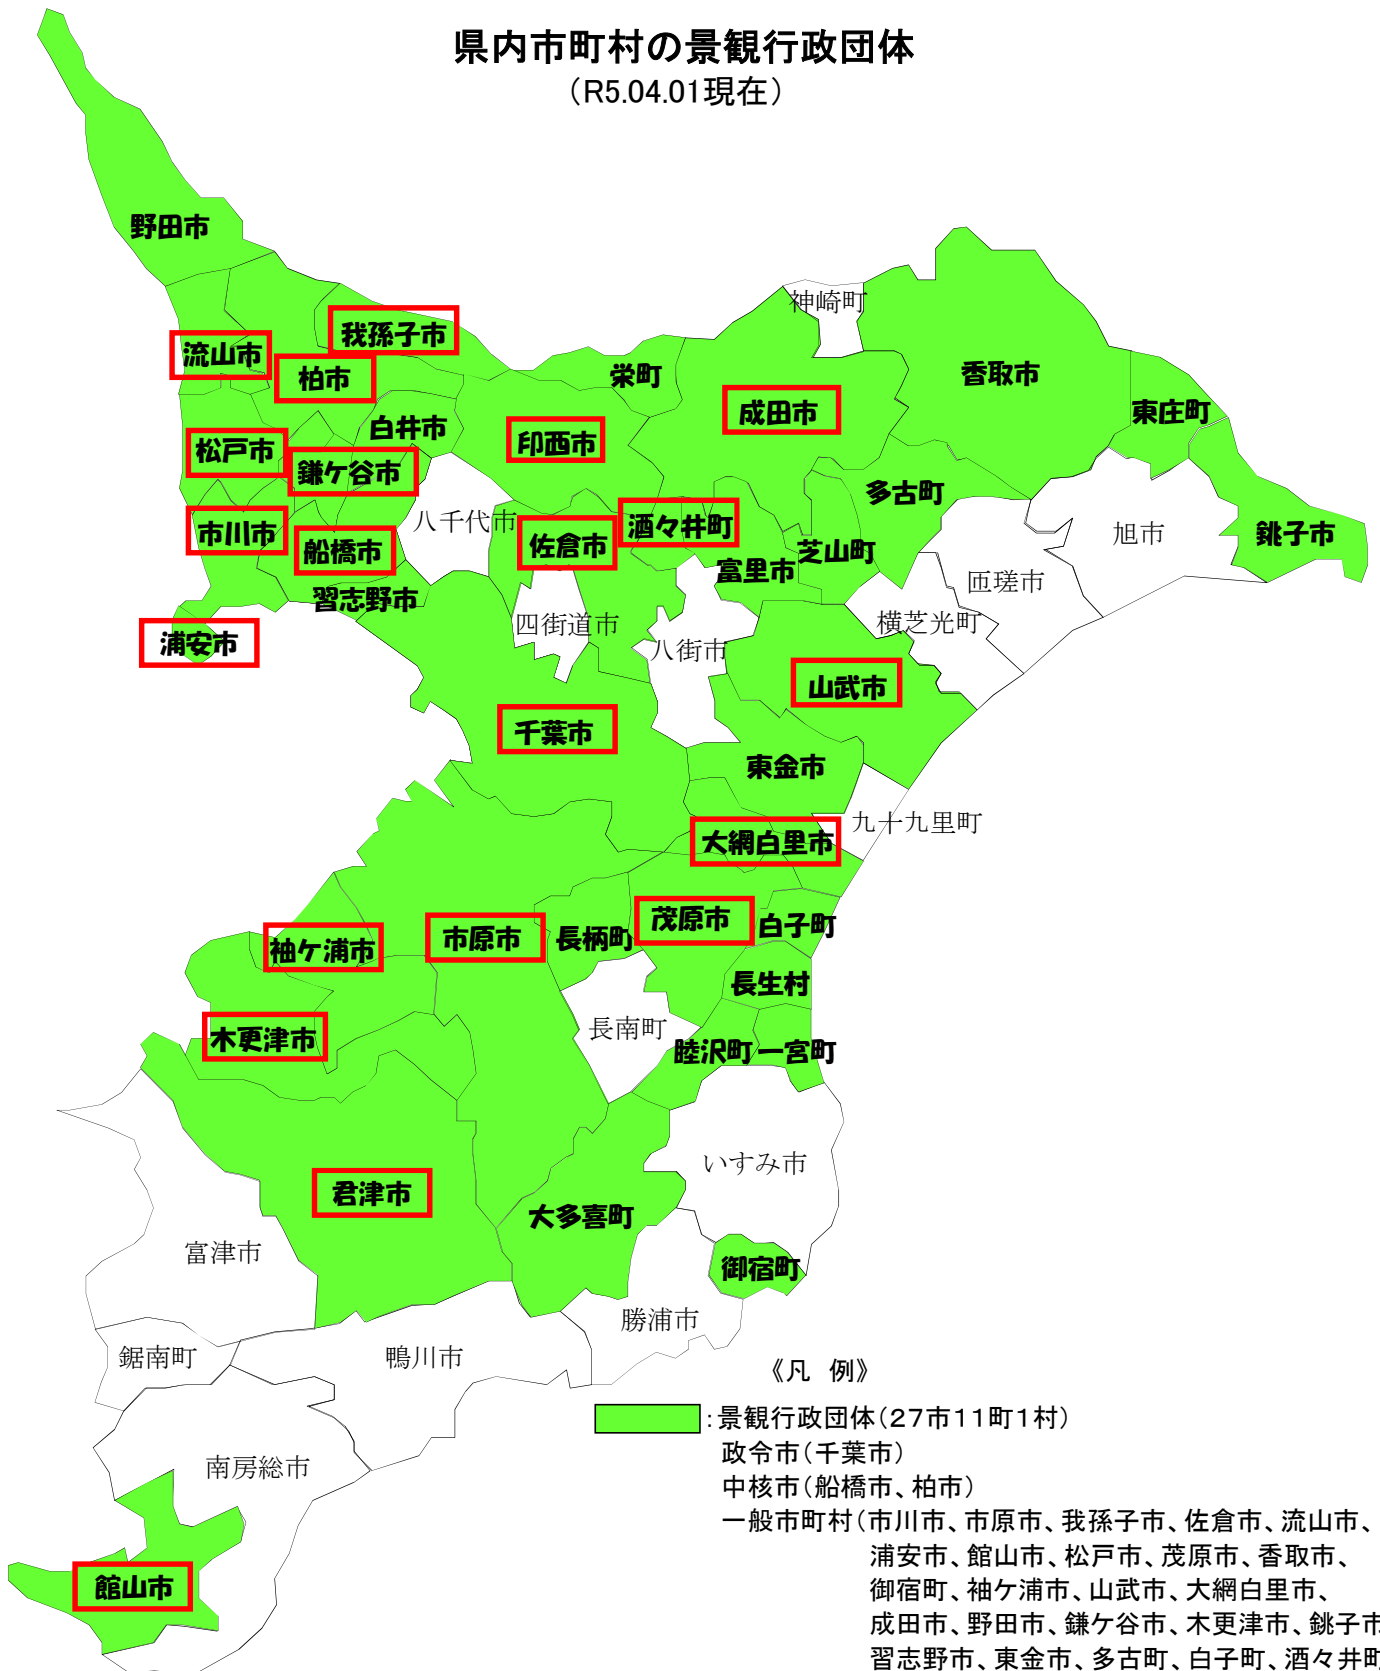 県内市町村の景観行政団体
（R5.04.01現在）
野田市
神崎町
我孫子市
流山市
柏市
栄町
香取市
成田市
東庄町
白井市
印西市
松戸市
鎌ケ谷市
多古町
八千代市
酒々井町
市川市
船橋市
佐倉市
芝山町
旭市
銚子市
富里市
匝瑳市
習志野市
四街道市
横芝光町
浦安市
八街市
山武市
千葉市
東金市
九十九里町
大網白里市
茂原市
白子町
袖ケ浦市
市原市
長柄町
長生村
長南町
木更津市
睦沢町
一宮町
いすみ市
君津市
大多喜町
富津市
御宿町
勝浦市
鋸南町
鴨川市
南房総市
館山市
《凡 例》
：景観行政団体（27市11町1村）
政令市（千葉市）
中核市（船橋市、柏市）
一般市町村（市川市、市原市、我孫子市、佐倉市、流山市、
浦安市、館山市、松戸市、茂原市、香取市、
御宿町、袖ケ浦市、山武市、大網白里市、
成田市、野田市、鎌ケ谷市、木更津市、銚子市
習志野市、東金市、多古町、白子町、酒々井町